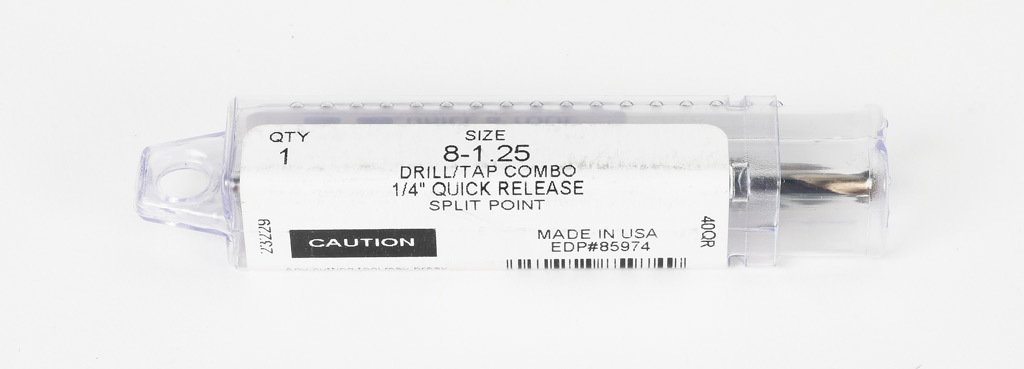 QTY
1
SIZE
8-1.25
DRILL/TAP COMBO
1/4" QUICK RELEASE
SPLIT POINT
CAUTION
MADE IN USA
EDP#85974
40QR